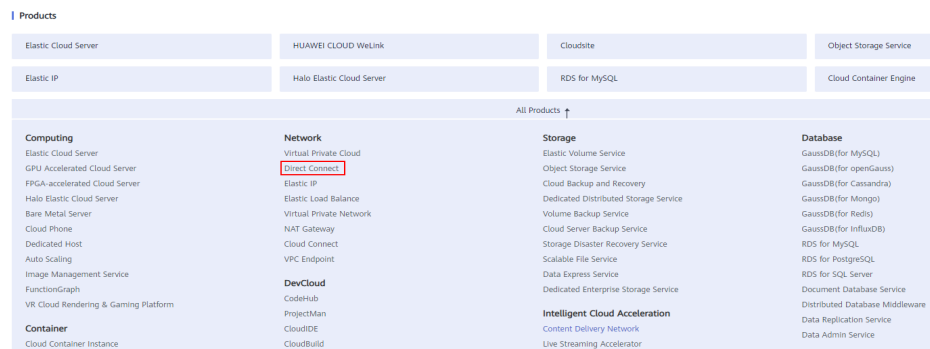 Products
Elastic Cloud Server
HUAWEI CLOUD WeLink
Cloudsite
Object Storage Service
Elastic IP
Halo Elastic Cloud Server
RDS for MySQL
Cloud Container Engine
All Products ↑
Computing
Elastic Cloud Server
GPU Accelerated Cloud Server
FPGA-accelerated Cloud Server
Halo Elastic Cloud Server
Bare Metal Server
Cloud Phone
Dedicated Host
Auto Scaling
Image Management Service
FunctionGraph
VR Cloud Rendering & Gaming Platform
Container
Cloud Container Instance
Network
Virtual Private Cloud
Direct Connect
Elastic IP
Elastic Load Balance
Virtual Private Network
NAT Gateway
Cloud Connect
VPC Endpoint
DevCloud
CodeHub
ProjectMan
CloudIDE
CloudBuild
Storage
Elastic Volume Service
Object Storage Service
Cloud Backup and Recovery
Dedicated Distributed Storage Service
Volume Backup Service
Cloud Server Backup Service
Storage Disaster Recovery Service
Scalable File Service
Data Express Service
Dedicated Enterprise Storage Service
Intelligent Cloud Acceleration
Content Delivery Network
Live Streaming Accelerator
Database
GaussDB(for MySQL)
GaussDB(for openGauss)
GaussDB(for Cassandra)
GaussDB(for Mongo)
GaussDB(for Redis)
GaussDB(for InfluxDB)
RDS for MySQL
RDS for PostgreSQL
RDS for SQL Server
Document Database Service
Distributed Database Middleware
Data Replication Service
Data Admin Service